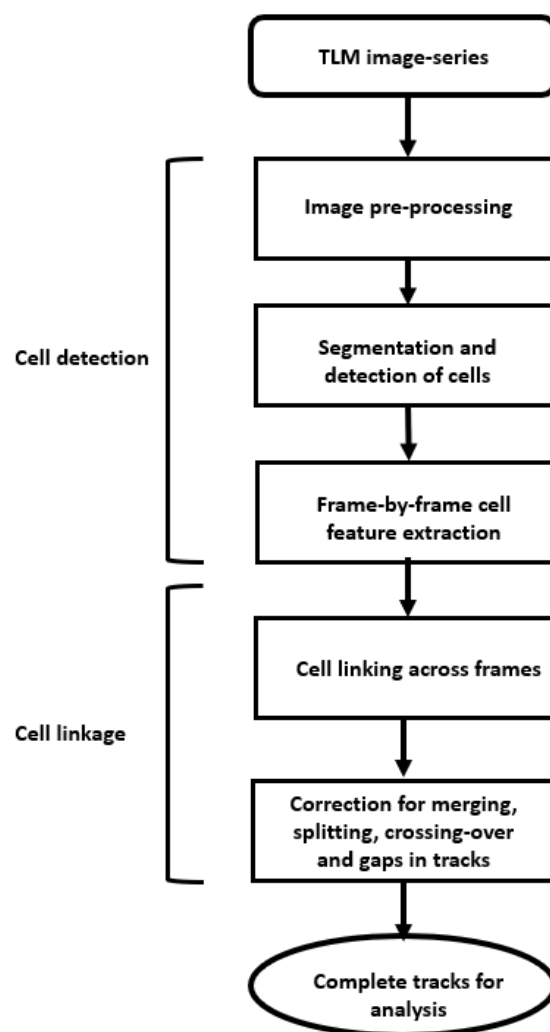 TLM image-series
Image pre-processing
Cell detection
Segmentation and
detection of cells
Frame-by-frame cell
feature extraction
Cell linkage
Cell linking across frames
Correction for merging,
splitting, crossing-over
and gaps in tracks
Complete tracks for
analysis